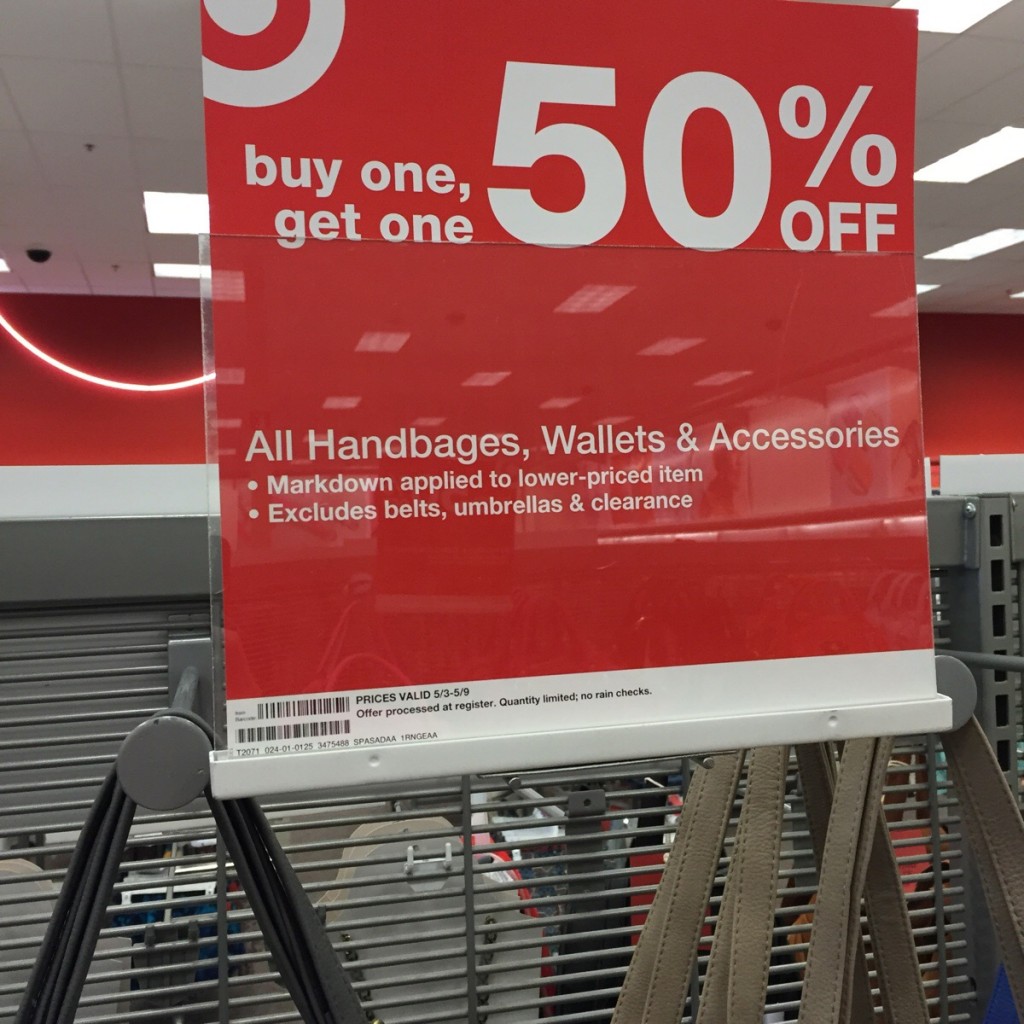 buy one,
get one
50%
OFF
All Handbages, Wallets & Accessories
• Markdown applied to lower-priced item
• Excludes belts, umbrellas & clearance
PRICES VALID 5/3-5/9
Offer processed at register. Quantity limited; no rain checks.
T2071 024-01-0125 3475488 SPASADAA 1RNGEAA